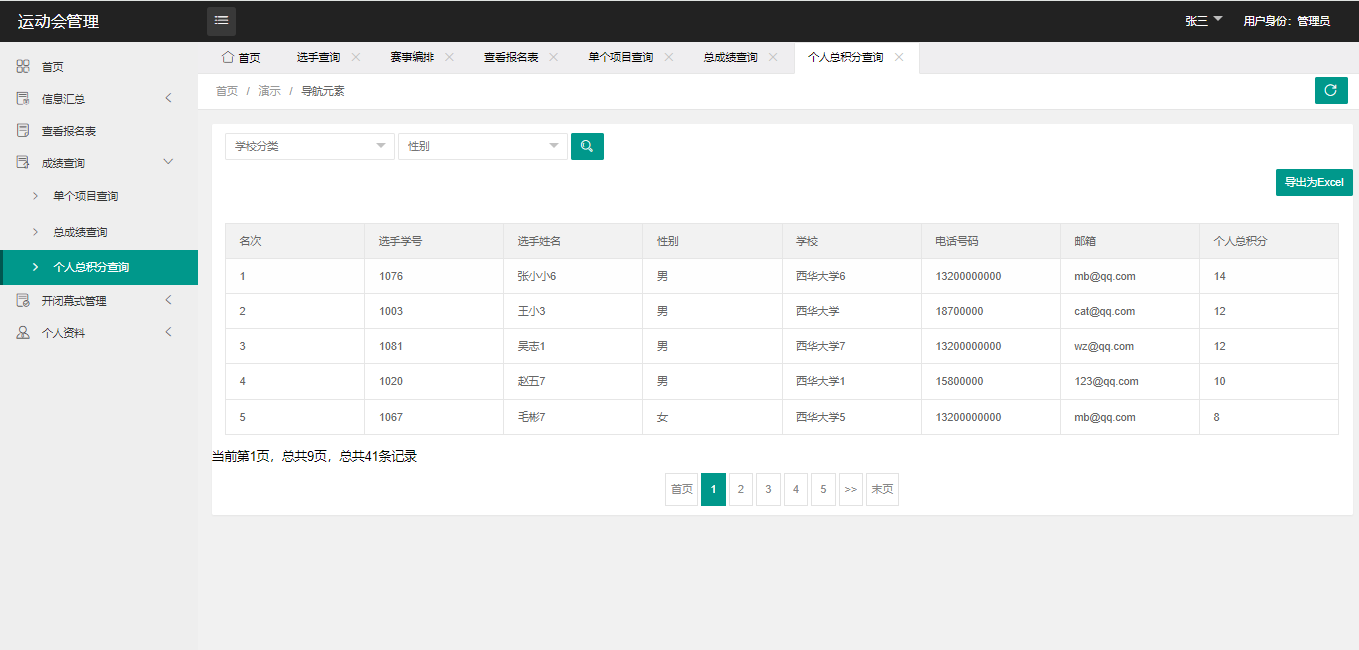 运动会管理
张三 用户身份：管理员
首页 选手查询 赛事编排 查看报名表 单个项目查询 总成绩查询 个人总积分查询
首页 / 演示 / 导航元素
首页
信息汇总
查看报名表
成绩查询
单个项目查询
总成绩查询
个人总积分查询
开闭幕式管理
个人资料
学校分类 性别
导出为Excel
名次 选手学号 选手姓名 性别 学校 电话号码 邮箱 个人总积分
1 1076 张小小6 男 西华大学6 13200000000 mb@qq.com 14
2 1003 王小3 男 西华大学 18700000 cat@qq.com 12
3 1081 吴志1 男 西华大学7 13200000000 wz@qq.com 12
4 1020 赵五7 男 西华大学1 15800000 123@qq.com 10
5 1067 毛彬7 女 西华大学5 13200000000 mb@qq.com 8
当前第1页，总共9页，总共41条记录
首页 1 2 3 4 5 >> 末页